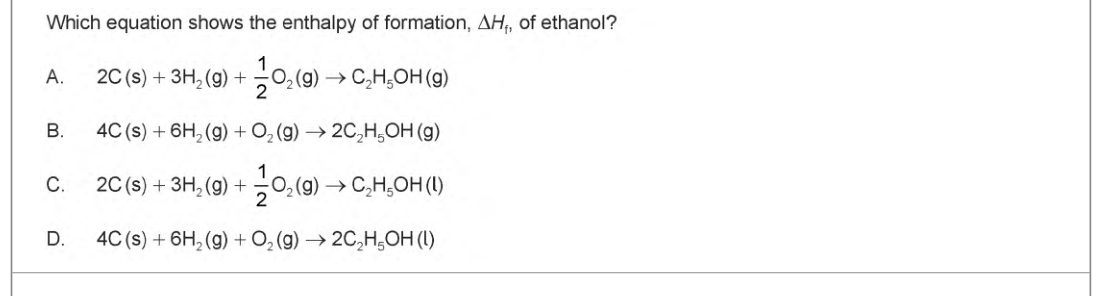 Which equation shows the enthalpy of formation, ΔH_f, of ethanol?
A. 2C (s) + 3H₂ (g) + 1/2 O₂ (g) → C₂H₅OH (g)
B. 4C (s) + 6H₂ (g) + O₂ (g) → 2C₂H₅OH (g)
C. 2C (s) + 3H₂ (g) + 1/2 O₂ (g) → C₂H₅OH (l)
D. 4C (s) + 6H₂ (g) + O₂ (g) → 2C₂H₅OH (l)